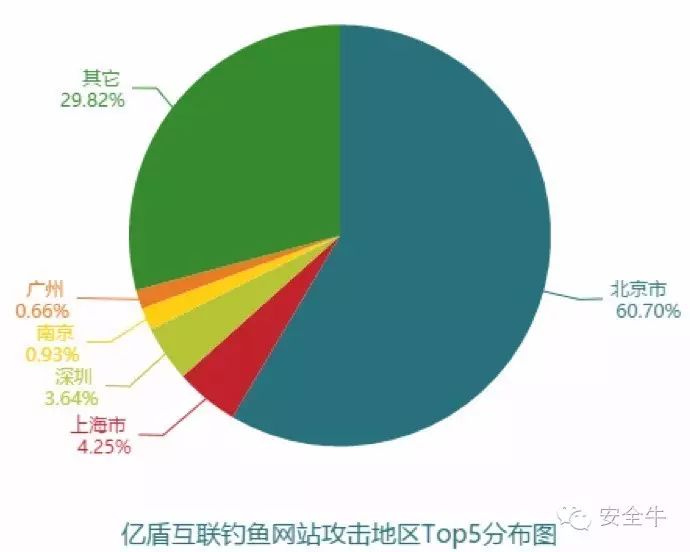 其它
29.82%
广州
0.66%
南京
0.93%
深圳
3.64%
上海市
4.25%
北京市
60.70%
亿盾互联钓鱼网站攻击地区Top5分布图
安全牛